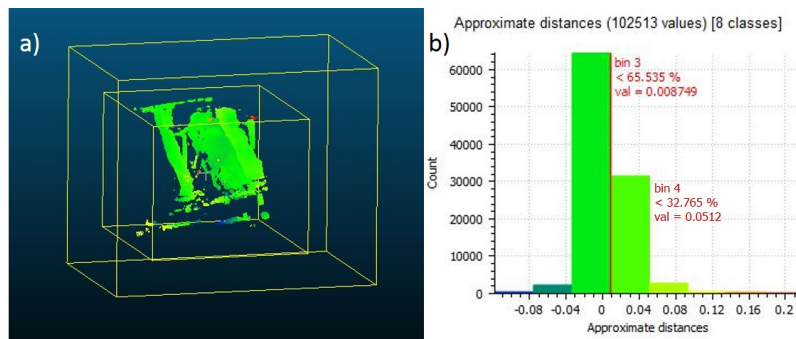 a)
b)
Approximate distances (102513 values) [8 classes]
60000
50000
40000
30000
20000
10000
0
Count
bin 3
< 65.535 %
val = 0.008749
bin 4
< 32.765 %
val = 0.0512
-0.08 -0.04 0 0.04 0.08 0.12 0.16 0.2
Approximate distances